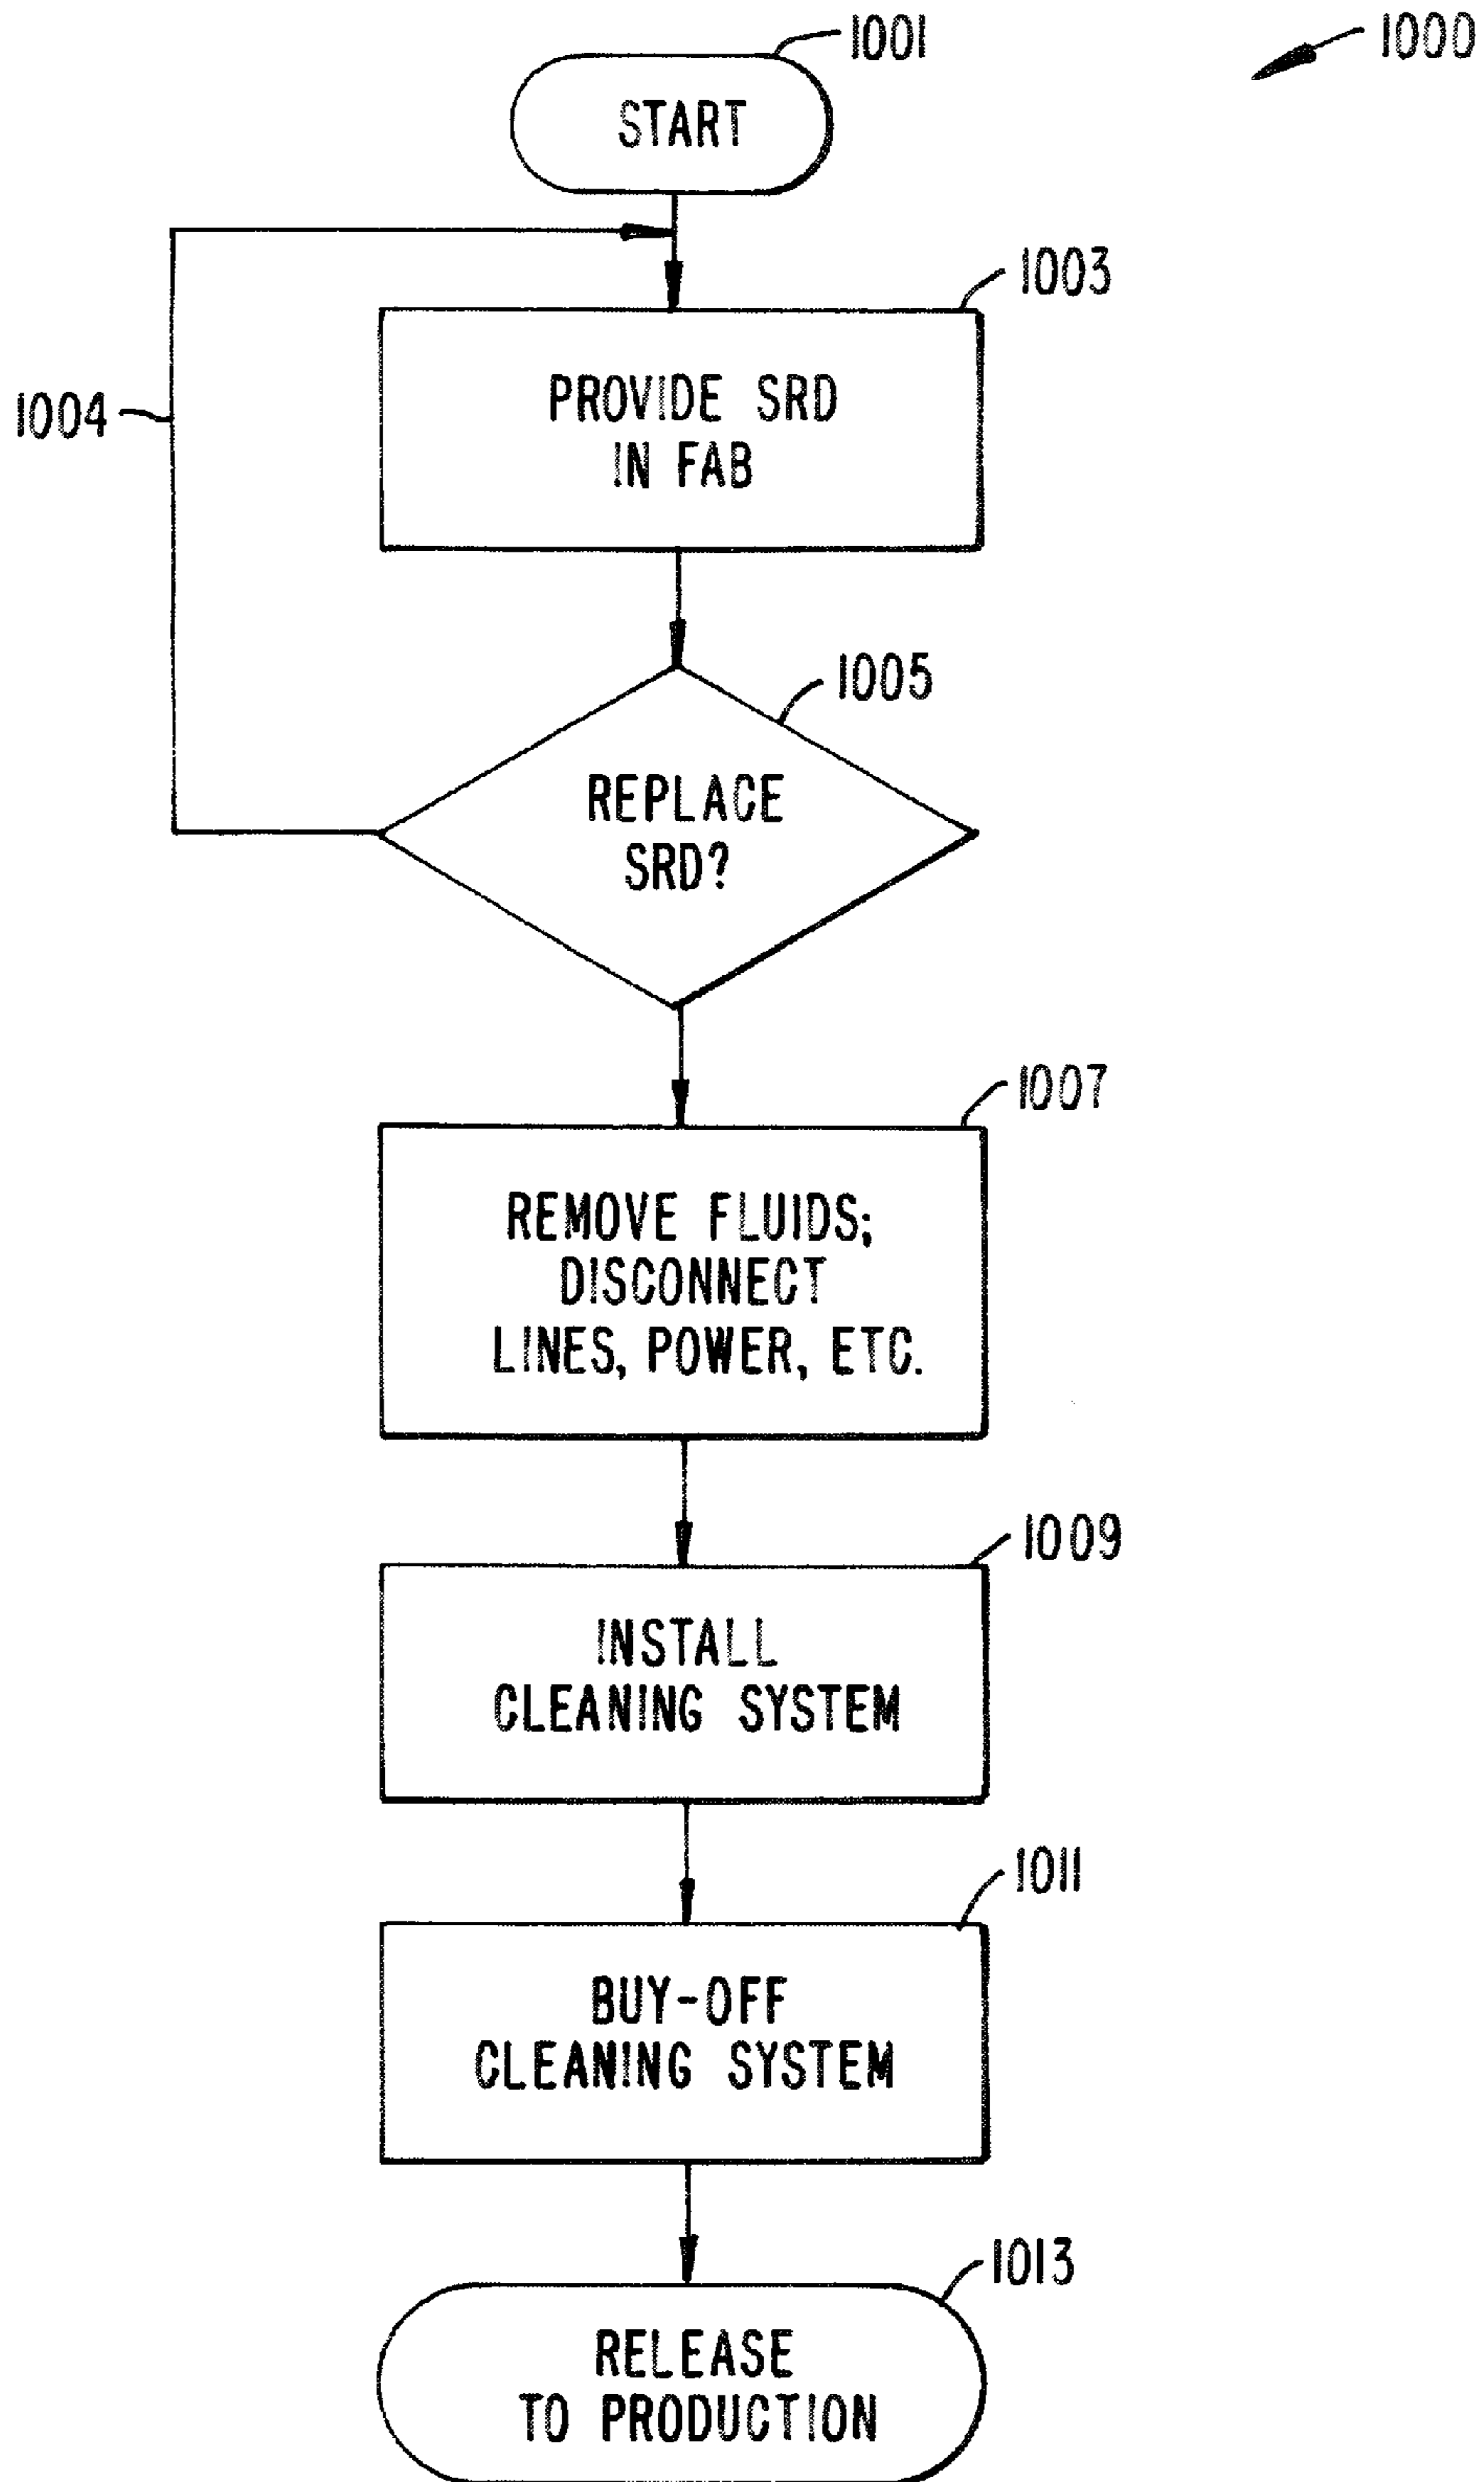 1001
1000
START
1003
PROVIDE SRD
IN FAB
1004
1005
REPLACE
SRD?
1007
REMOVE FLUIDS;
DISCONNECT
LINES, POWER, ETC.
1009
INSTALL
CLEANING SYSTEM
1011
BUY-OFF
CLEANING SYSTEM
1013
RELEASE
TO PRODUCTION